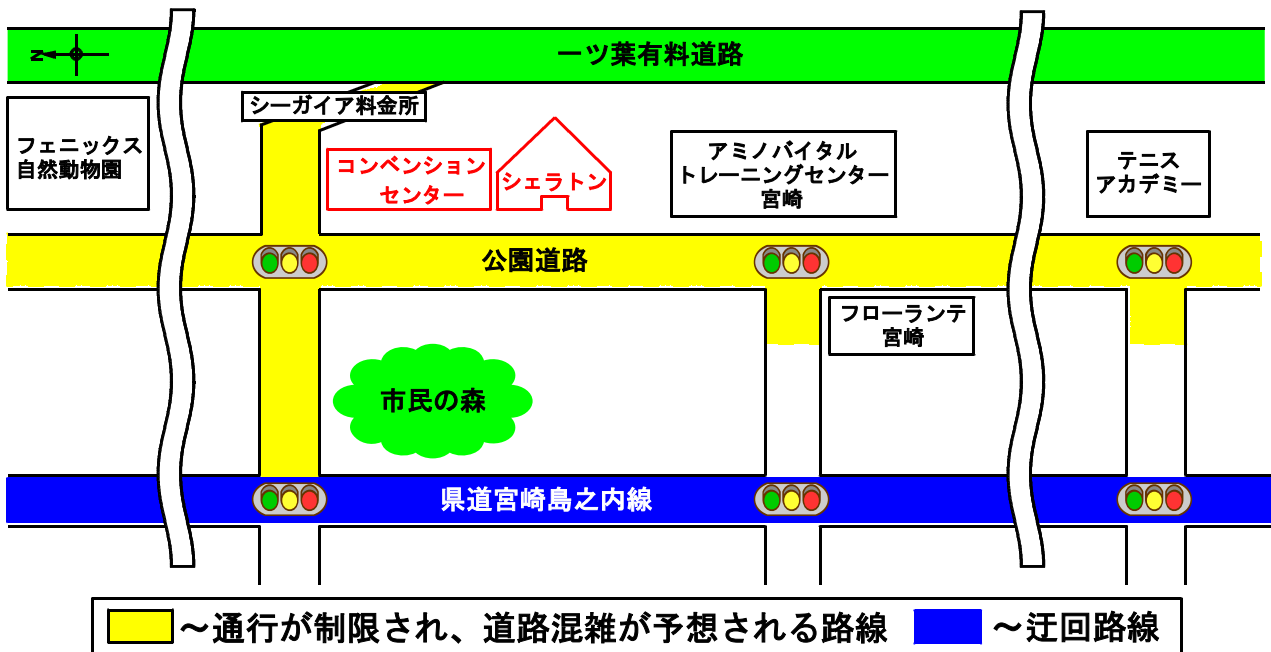 N
一ツ葉有料道路
シーガイア料金所
フェニックス
自然動物園
コンベンション
センター
シェラトン
アミノバイタル
トレーニングセンター
宮崎
テニス
アカデミー
公園道路
フローランテ
宮崎
市民の森
県道宮崎島之内線
～通行が制限され、道路混雑が予想される路線
～迂回路線